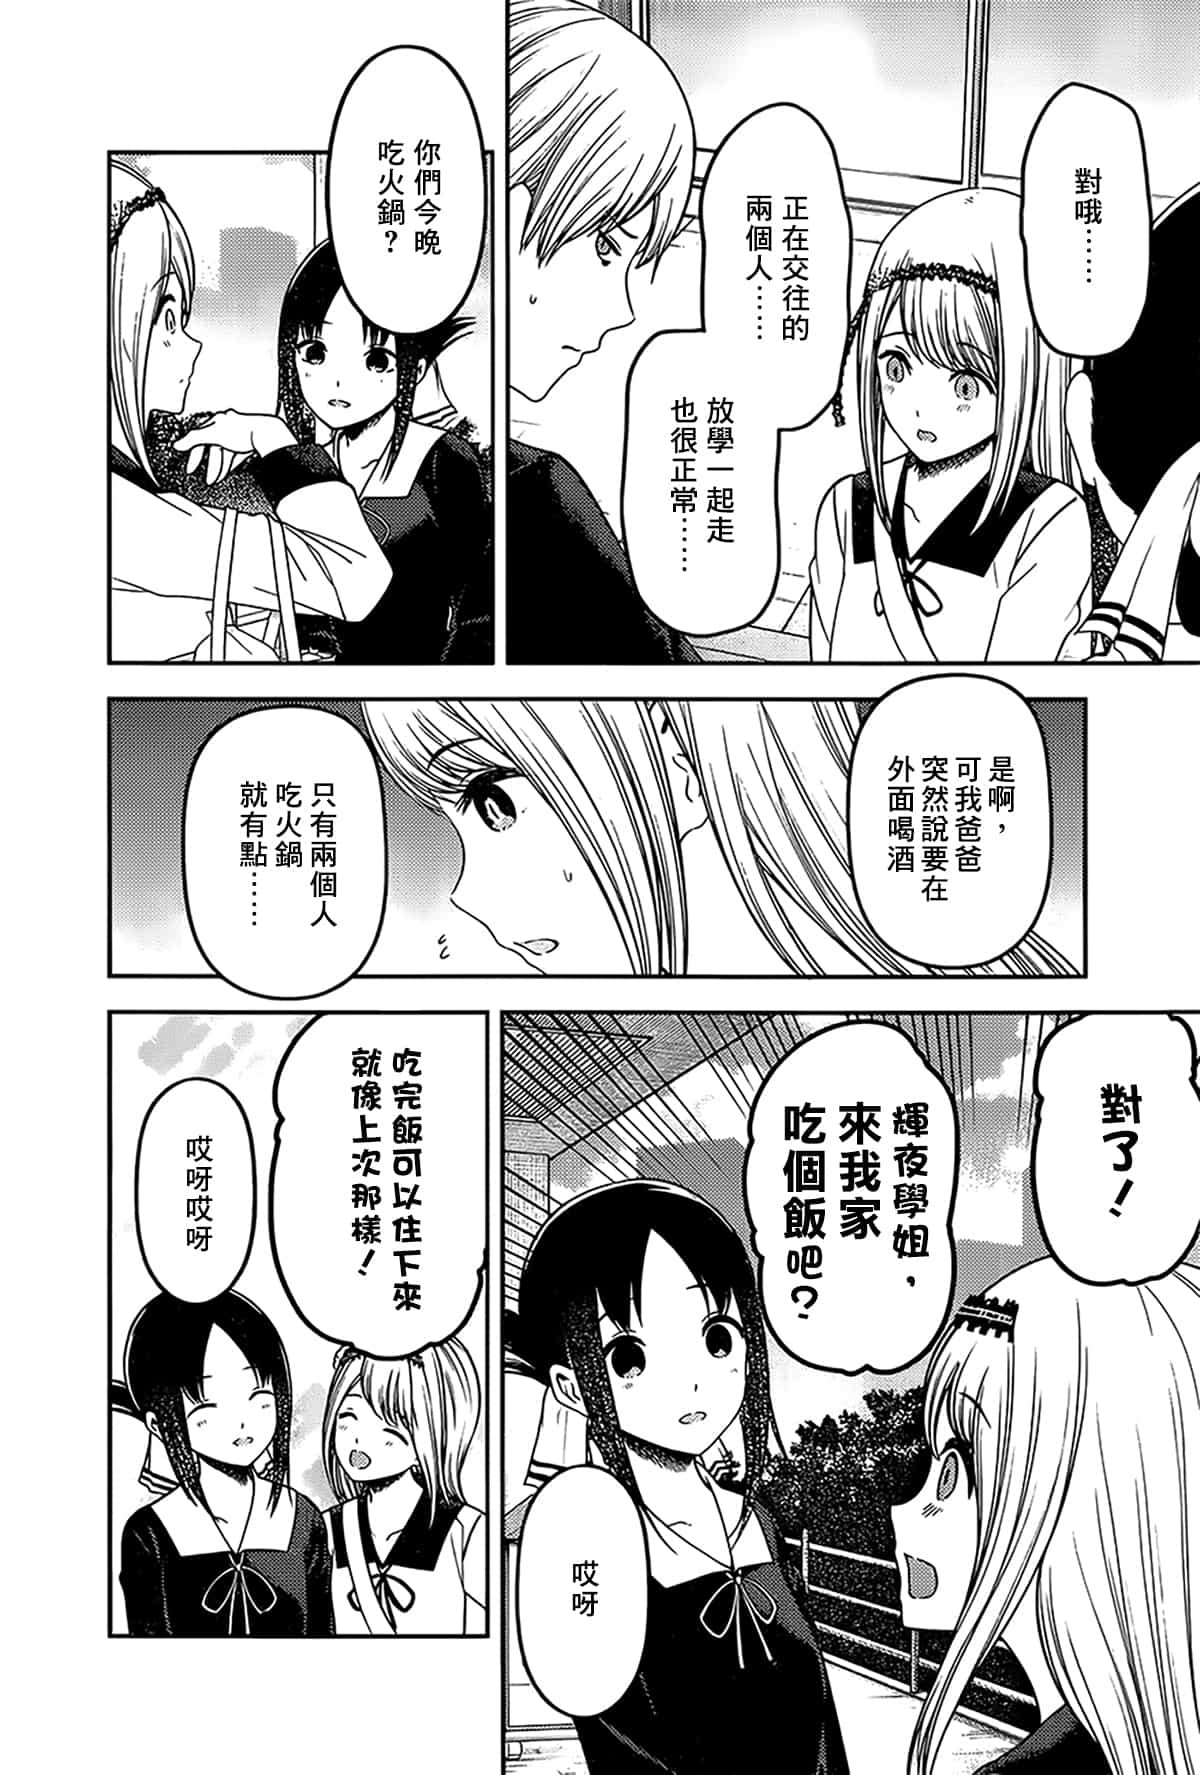 對哦……
正在交往的
兩個人……
放學一起走
也很正常……
你們今晚
吃火鍋？
是啊，
可我爸爸
突然說要在
外面喝酒
只有兩個人
吃火鍋
就有點……
對了！
輝夜學姐，
來我家
吃個飯吧？
哎呀
吃完飯可以住下來
就像上次那樣！
哎呀哎呀